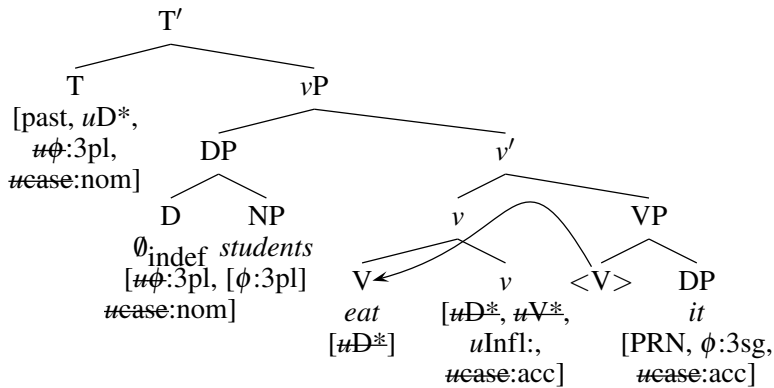 T′
T vP
[past, uD*,
uϕ:3pl,
ucase:nom]
DP v′
D NP v VP
∅indef students
[uϕ:3pl, [ϕ:3pl]
ucase:nom]
V v <V> DP
eat [uD*, uV*, it
[uD*] uInfl:, [PRN, ϕ:3sg,
ucase:acc] ucase:acc]